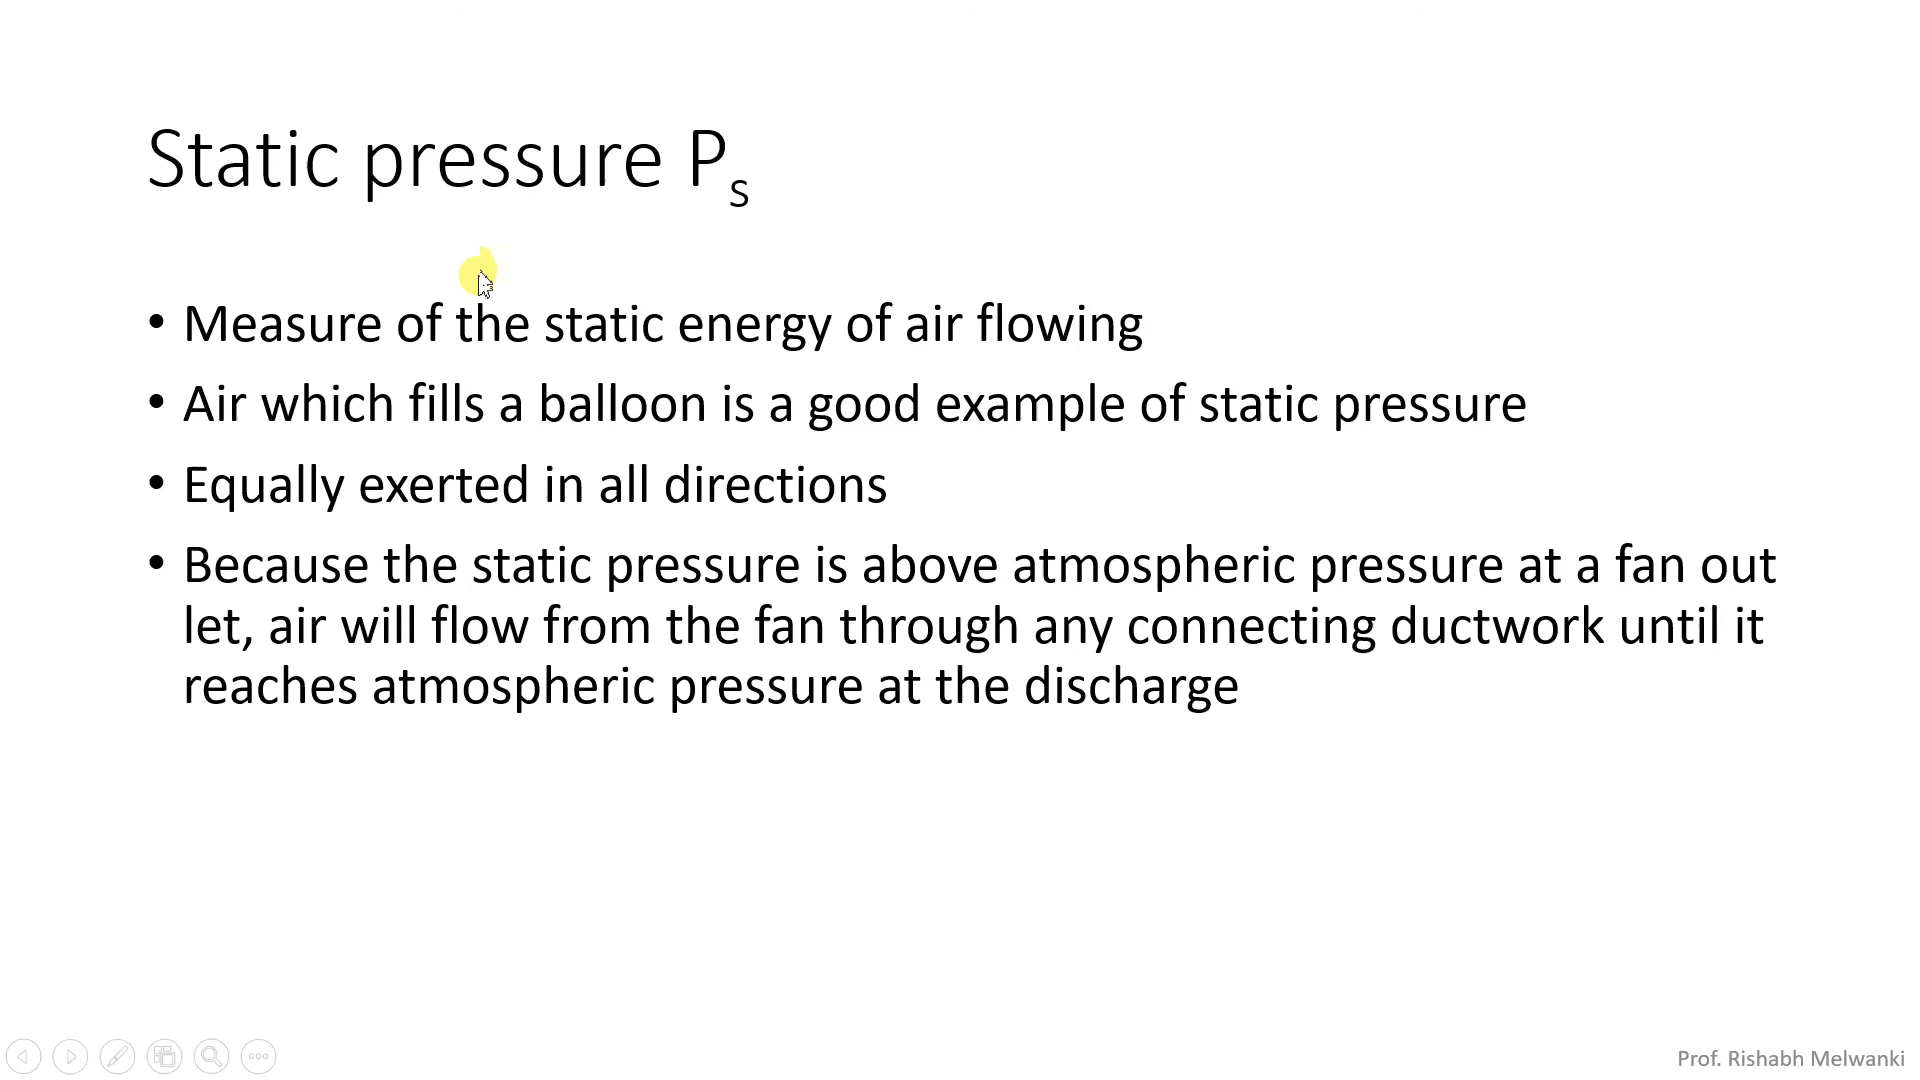 Static pressure Ps
• Measure of the static energy of air flowing
• Air which fills a balloon is a good example of static pressure
• Equally exerted in all directions
• Because the static pressure is above atmospheric pressure at a fan out
let, air will flow from the fan through any connecting ductwork until it
reaches atmospheric pressure at the discharge
Prof. Rishabh Melwanki